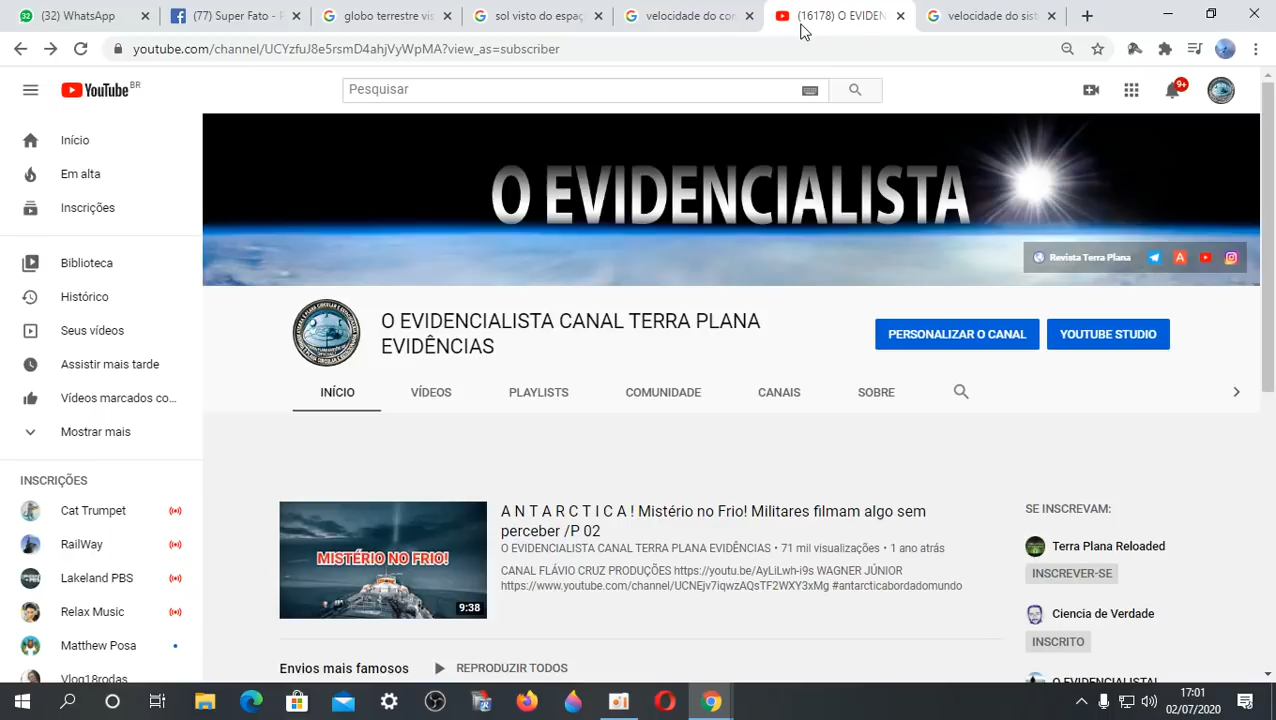 (32) WhatsApp
(77) Super Fato - P
globo terrestre vis
sol visto do espaç
velocidade do
(16178) O EVIDEN
velocidade do sist
youtube.com/channel/UCYzfuJ8e5rsmD4ahjVyWpMA?view_as=subscriber
YouTube BR
Pesquisar
9+
Início
Em alta
Inscrições
Biblioteca
Histórico
Seus vídeos
Assistir mais tarde
Vídeos marcados co...
Mostrar mais
INSCRIÇÕES
Cat Trumpet
RailWay
Lakeland PBS
Relax Music
Matthew Posa
Vlog18rodas
O EVIDENCIALISTA
Revista Terra Plana
O EVIDENCIALISTA CANAL TERRA PLANA
EVIDÊNCIAS
PERSONALIZAR O CANAL
YOUTUBE STUDIO
INÍCIO
VÍDEOS
PLAYLISTS
COMUNIDADE
CANAIS
SOBRE
MISTÉRIO NO FRIO!
9:38
A N T A R C T I C A ! Mistério no Frio! Militares filmam algo sem
perceber /P 02
O EVIDENCIALISTA CANAL TERRA PLANA EVIDÊNCIAS • 71 mil visualizações • 1 ano atrás
CANAL FLÁVIO CRUZ PRODUÇÕES https://youtu.be/AyLiLwh-i9s WAGNER JÚNIOR
https://www.youtube.com/channel/UCNEjv7iqwzAQsTF2WXY3xMg #antarcticabordadomundo
SE INSCREVAM:
Terra Plana Reloaded
INSCREVER-SE
Ciencia de Verdade
INSCRITO
O EVIDENCIALISTA!
Envios mais famosos
REPRODUZIR TODOS
17:01
02/07/2020